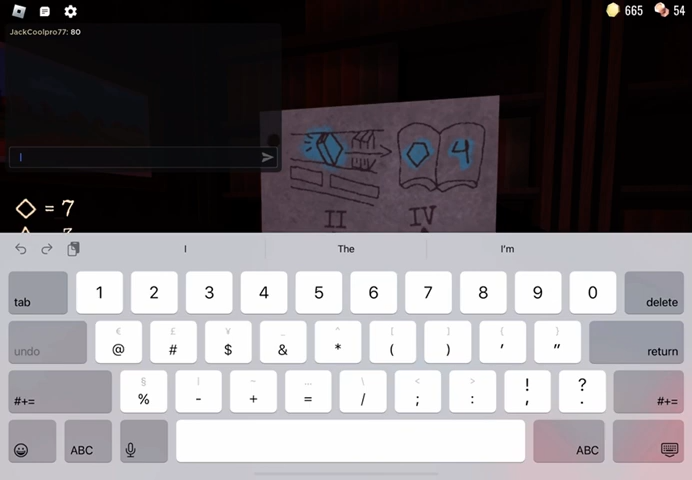 665 54
JackCoolpro77: 80
4
II IV
= 7
I The I'm
tab 1 2 3 4 5 6 7 8 9 0 delete
€ £ ¥ _ ^ [ ] { }
undo @ # $ & * ( ) ' " return
§ | ~ … \ < > ! ?
#+= % - + = / ; : , . #+=
ABC ABC